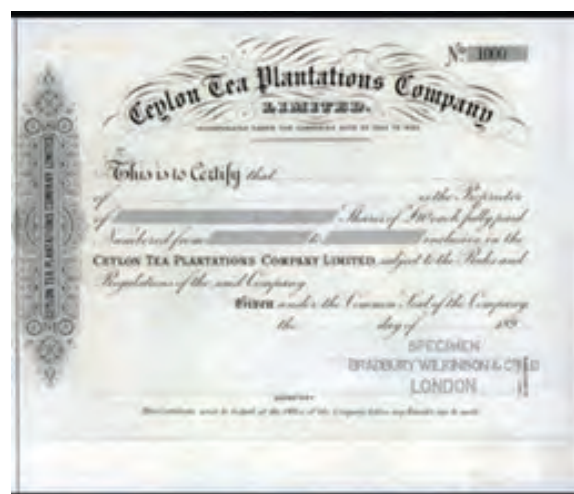 No 1000
Ceylon Tea Plantations Company
LIMITED.
CEYLON TEA PLANTATIONS COMPANY LIMITED
This is to Certify that
of is the Proprietor
of Shares of £10 each, fully paid
Numbered from to inclusive in the
CEYLON TEA PLANTATIONS COMPANY LIMITED subject to the Rules and
Regulations of the said Company
Given under the Common Seal of the Company
the day of 189
SPECIMEN
BRADBURY WILKINSON & Co LD
LONDON